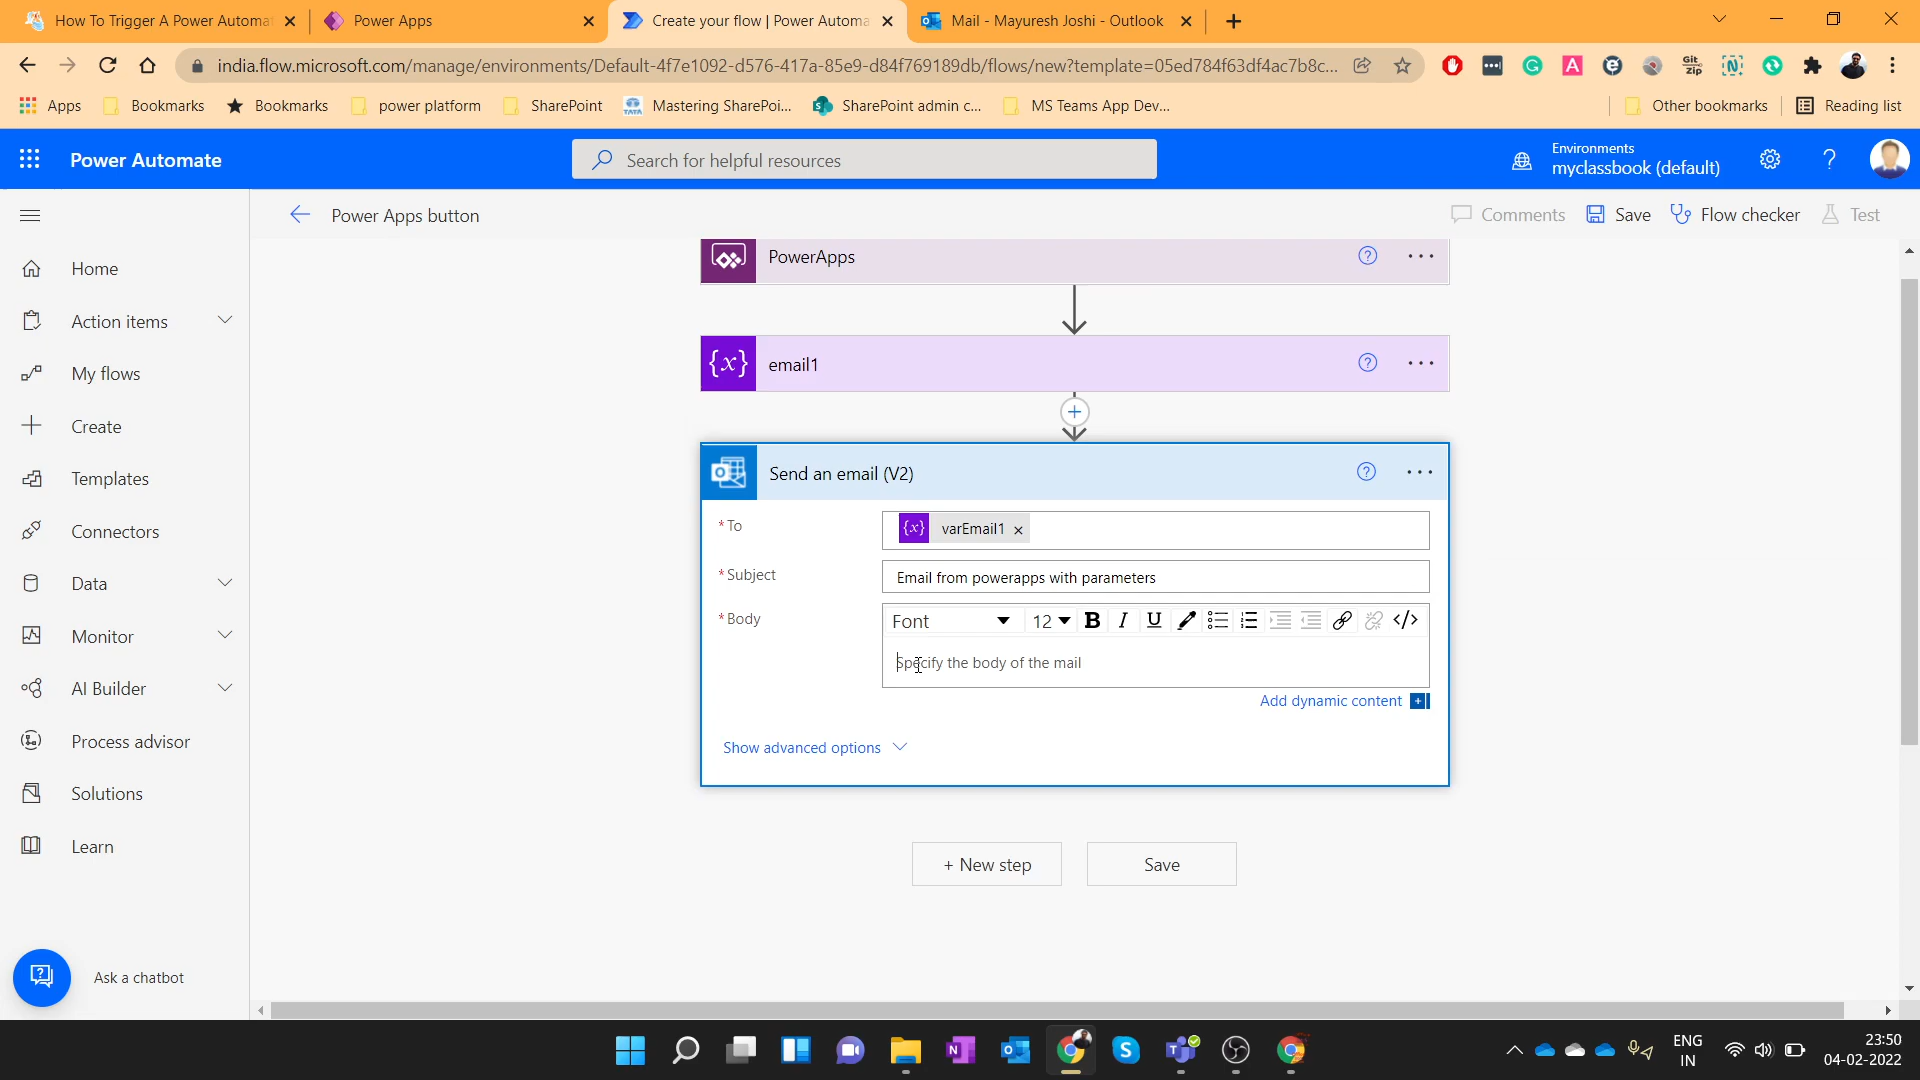 How To Trigger A Power Automat
Power Apps
Create your flow | Power Automa
Mail - Mayuresh Joshi - Outlook
india.flow.microsoft.com/manage/environments/Default-4f7e1092-d576-417a-85e9-d84f769189db/flows/new?template=05ed784f63df4ac7b8c...
Apps
Bookmarks
Bookmarks
power platform
SharePoint
Mastering SharePoi...
SharePoint admin c...
MS Teams App Dev...
Other bookmarks
Reading list
Power Automate
Search for helpful resources
Environments
myclassbook (default)
Power Apps button
Comments
Save
Flow checker
Test
Home
Action items
My flows
Create
Templates
Connectors
Data
Monitor
AI Builder
Process advisor
Solutions
Learn
Ask a chatbot
PowerApps
{x} email1
Send an email (V2)
* To
{x} varEmail1 ×
* Subject
Email from powerapps with parameters
* Body
Font 12 B I U </>
Specify the body of the mail
Add dynamic content
Show advanced options
+ New step
Save
ENG
IN
23:50
04-02-2022